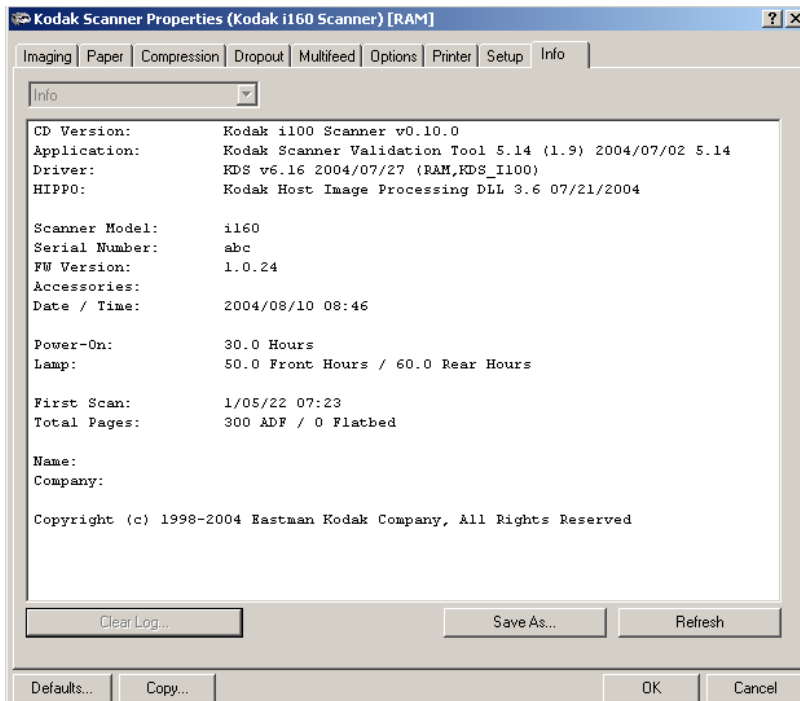 Kodak Scanner Properties (Kodak i160 Scanner) [RAM]
Imaging Paper Compression Dropout Multifeed Options Printer Setup Info
Info
CD Version: Kodak i100 Scanner v0.10.0
Application: Kodak Scanner Validation Tool 5.14 (1.9) 2004/07/02 5.14
Driver: KDS v6.16 2004/07/27 (RAM,KDS_I100)
HIPPO: Kodak Host Image Processing DLL 3.6 07/21/2004
Scanner Model: i160
Serial Number: abc
FW Version: 1.0.24
Accessories:
Date / Time: 2004/08/10 08:46
Power-On: 30.0 Hours
Lamp: 50.0 Front Hours / 60.0 Rear Hours
First Scan: 1/05/22 07:23
Total Pages: 300 ADF / 0 Flatbed
Name:
Company:
Copyright (c) 1998-2004 Eastman Kodak Company, All Rights Reserved
Clear Log... Save As... Refresh
Defaults... Copy... OK Cancel